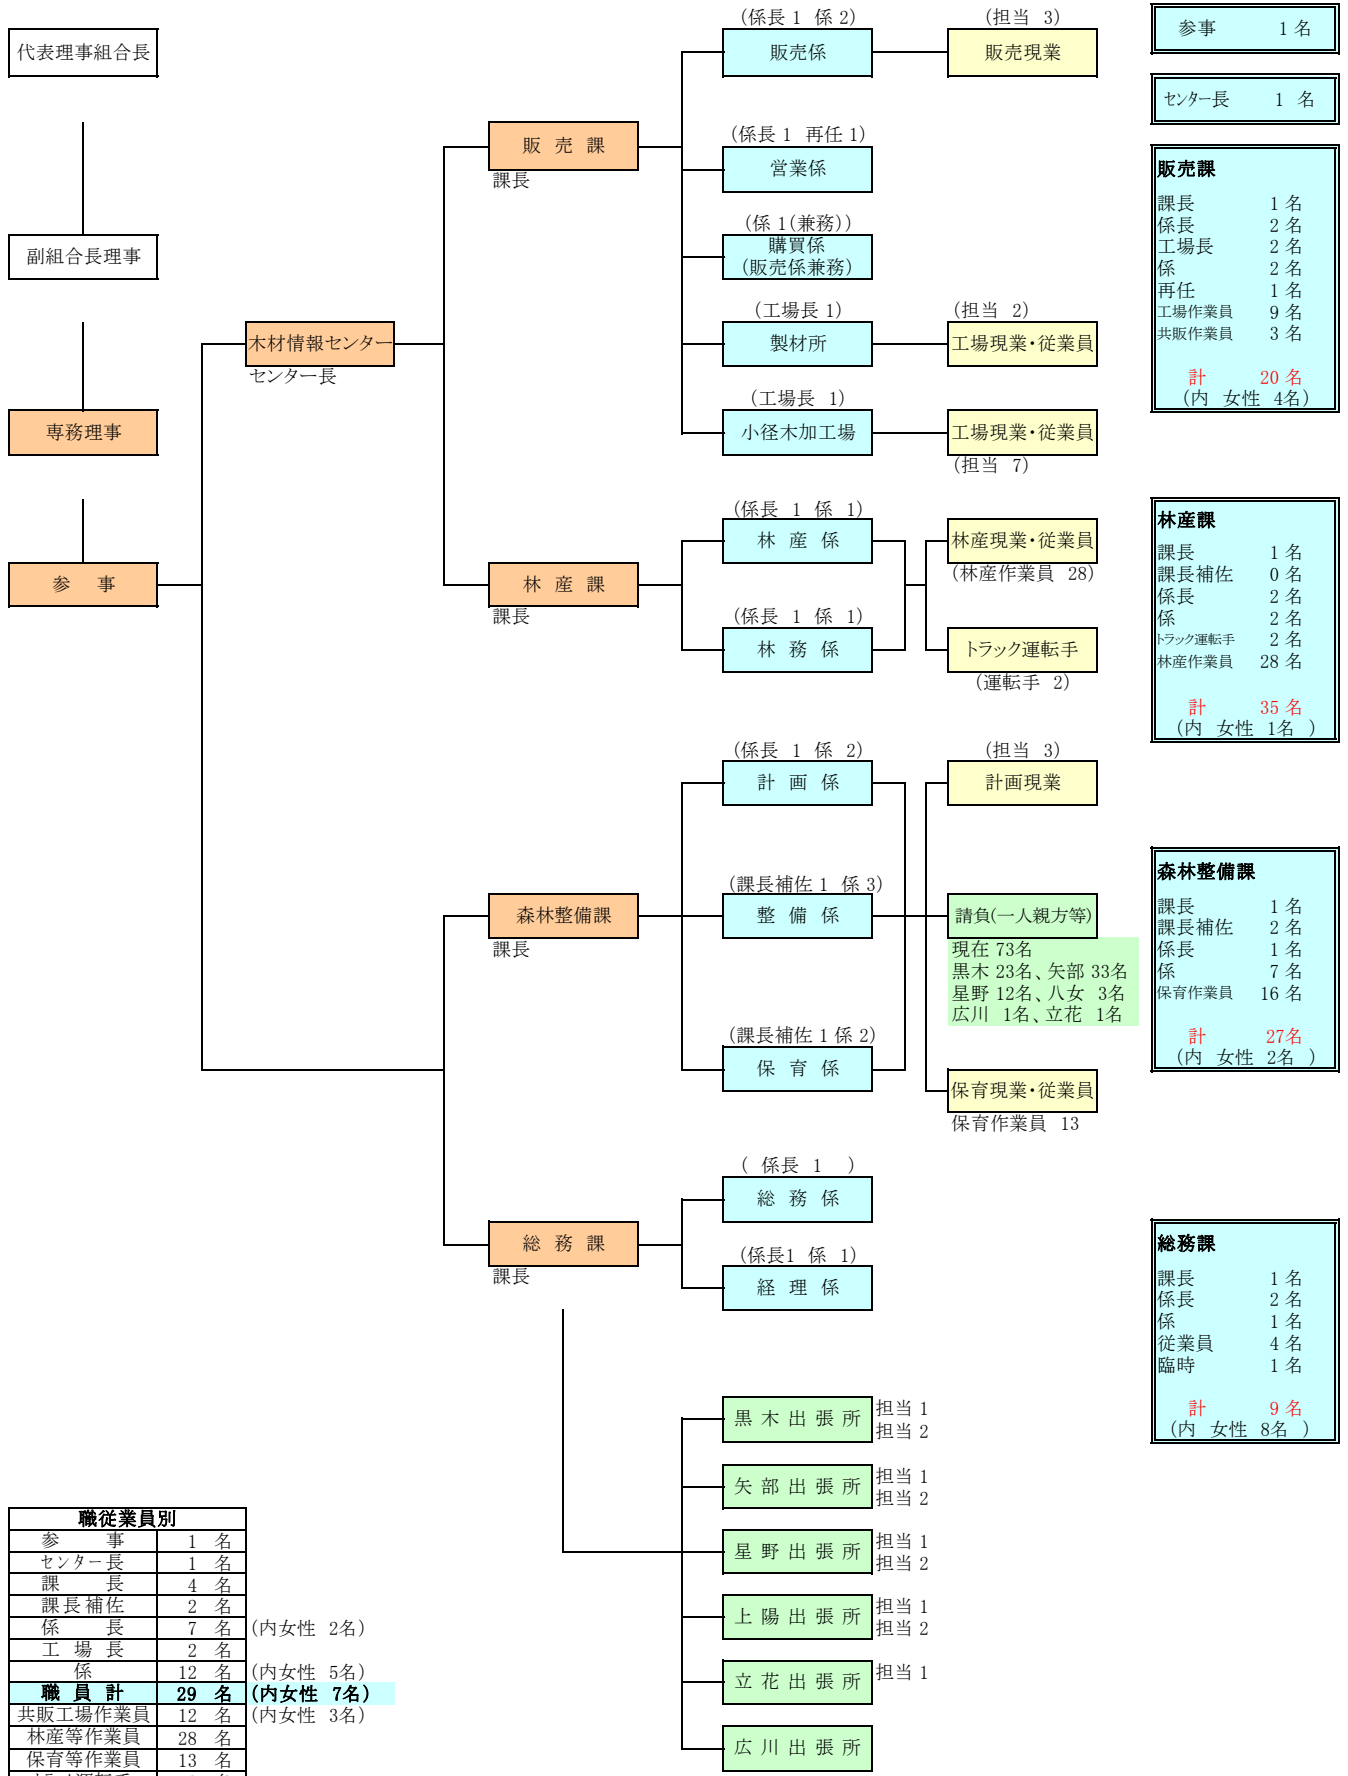 代表理事組合長
副組合長理事
専務理事
参　事
木材情報センター
センター長
販 売 課
課長
林 産 課
課長
森林整備課
課長
総 務 課
課長
(係長 1 係 2)
販売係
(担当 3)
販売現業
(係長 1 再任 1)
営業係
(係 1(兼務))
購買係
(販売係兼務)
(工場長 1)
製材所
(担当 2)
工場現業・従業員
(工場長 1)
小径木加工場
工場現業・従業員
(担当 7)
(係長 1 係 1)
林 産 係
林産現業・従業員
(林産作業員 28)
(係長 1 係 1)
林 務 係
トラック運転手
(運転手 2)
(係長 1 係 2)
計 画 係
(担当 3)
計画現業
(課長補佐 1 係 3)
整 備 係
請負(一人親方等)
現在 73名
黒木 23名、矢部 33名
星野 12名、八女 3名
広川 1名、立花 1名
(課長補佐 1 係 2)
保 育 係
保育現業・従業員
保育作業員 13
( 係長 1 )
総 務 係
(係長1 係 1)
経 理 係
黒 木 出 張 所
担当 1
担当 2
矢 部 出 張 所
担当 1
担当 2
星 野 出 張 所
担当 1
担当 2
上 陽 出 張 所
担当 1
担当 2
立 花 出 張 所
担当 1
広 川 出 張 所
参事 1 名
センター長 1 名
販売課
課長 1 名
係長 2 名
工場長 2 名
係 2 名
再任 1 名
工場作業員 9 名
共販作業員 3 名
計 20 名
(内 女性 4名)
林産課
課長 1 名
課長補佐 0 名
係長 2 名
係 2 名
トラック運転手 2 名
林産作業員 28 名
計 35 名
(内 女性 1名 )
森林整備課
課長 1 名
課長補佐 2 名
係長 1 名
係 7 名
保育作業員 16 名
計 27名
(内 女性 2名 )
総務課
課長 1 名
係長 2 名
係 1 名
従業員 4 名
臨時 1 名
計 9 名
(内 女性 8名 )
職従業員別
参 事 1 名
センター長 1 名
課 長 4 名
課長補佐 2 名
係 長 7 名 (内女性 2名)
工 場 長 2 名
係 12 名 (内女性 5名)
職 員 計 29 名 (内女性 7名)
共販工場作業員 12 名 (内女性 3名)
林産等作業員 28 名
保育等作業員 13 名